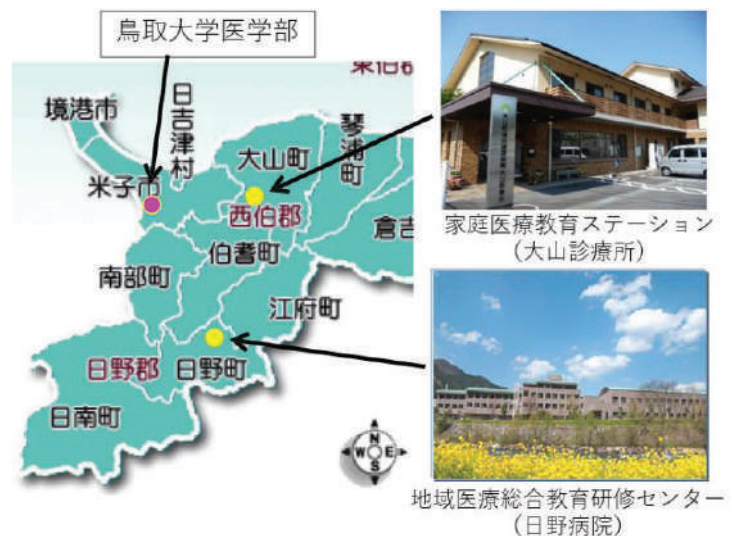 鳥取大学医学部
東伯郡
境港市
日吉津村
大山町
琴浦町
米子市
西伯郡
倉吉
伯耆町
南部町
江府町
日野郡
日野町
日南町
N
W E
S
家庭医療教育ステーション
（大山診療所）
地域医療総合教育研修センター
（日野病院）